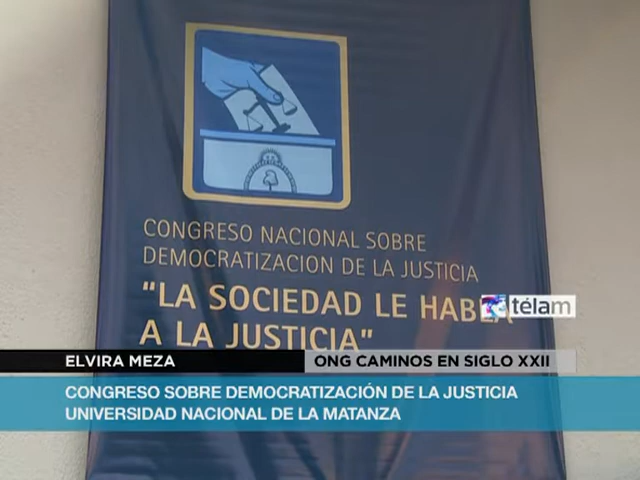 CONGRESO NACIONAL SOBRE
DEMOCRATIZACION DE LA JUSTICIA
"LA SOCIEDAD LE HABLA
A LA JUSTICIA"
télam
ELVIRA MEZA
ONG CAMINOS EN SIGLO XXII
CONGRESO SOBRE DEMOCRATIZACIÓN DE LA JUSTICIA
UNIVERSIDAD NACIONAL DE LA MATANZA